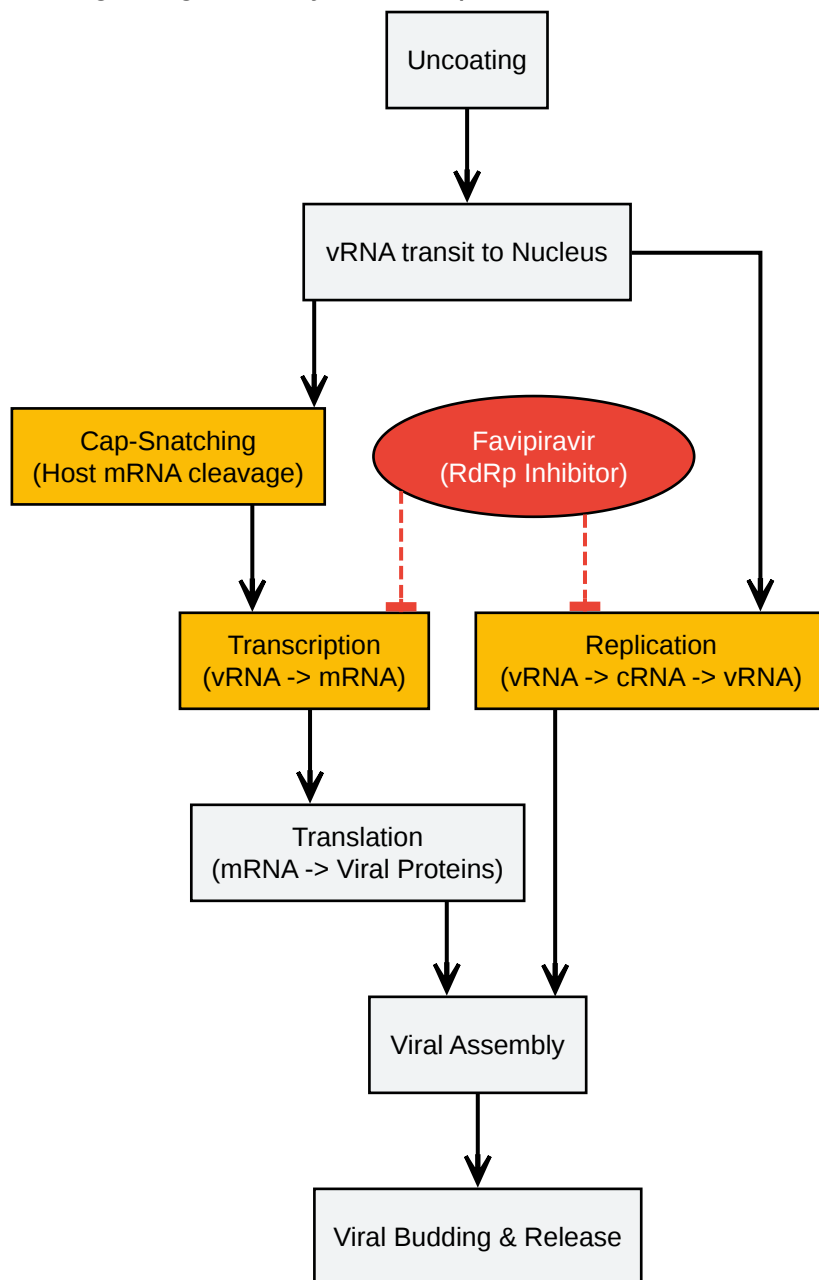 Uncoating
vRNA transit to Nucleus
Cap-Snatching
(Host mRNA cleavage)
Favipiravir
(RdRp Inhibitor)
Transcription
(vRNA -> mRNA)
Replication
(vRNA -> cRNA -> vRNA)
Translation
(mRNA -> Viral Proteins)
Viral Assembly
Viral Budding & Release